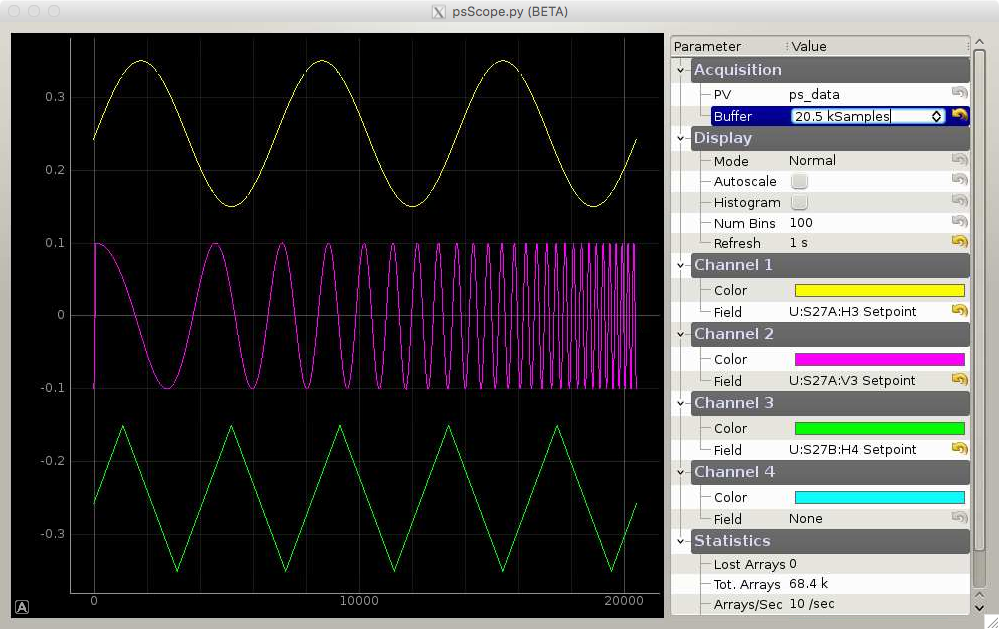 psScope.py (BETA)
0.3
0.2
0.1
0
-0.1
-0.2
-0.3
0 10000 20000
A
Parameter Value
Acquisition
PV ps_data
Buffer 20.5 kSamples
Display
Mode Normal
Autoscale
Histogram
Num Bins 100
Refresh 1 s
Channel 1
Color
Field U:S27A:H3 Setpoint
Channel 2
Color
Field U:S27A:V3 Setpoint
Channel 3
Color
Field U:S27B:H4 Setpoint
Channel 4
Color
Field None
Statistics
Lost Arrays 0
Tot. Arrays 68.4 k
Arrays/Sec 10 /sec